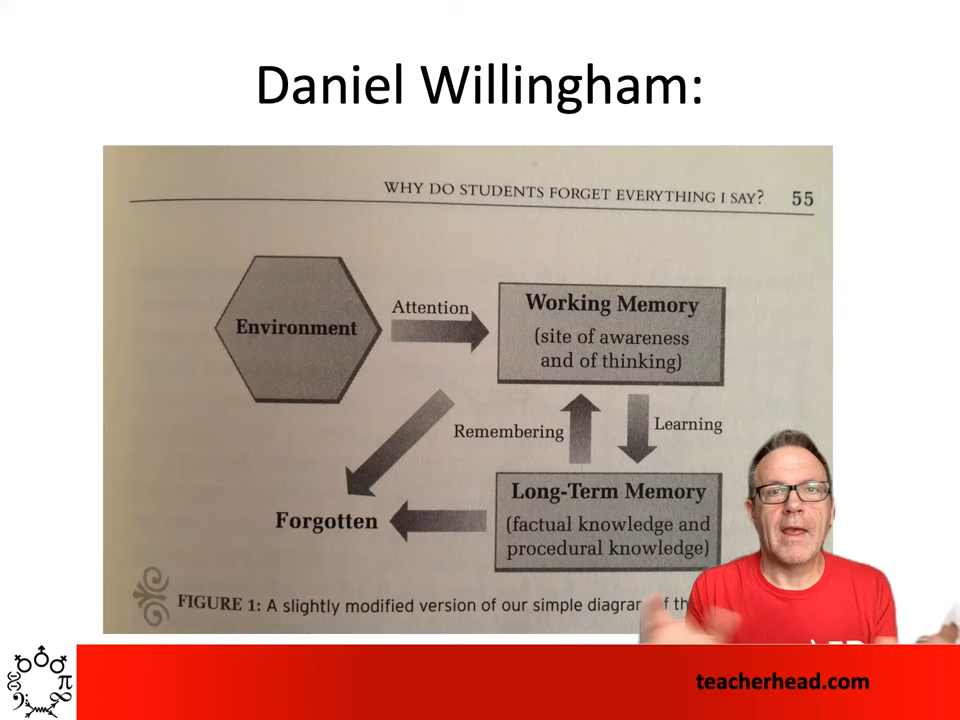 Daniel Willingham:
WHY DO STUDENTS FORGET EVERYTHING I SAY? 55
Environment
Attention
Working Memory
(site of awareness
and of thinking)
Remembering
Learning
Forgotten
Long-Term Memory
(factual knowledge and
procedural knowledge)
FIGURE 1: A slightly modified version of our simple diagram of
teacherhead.com